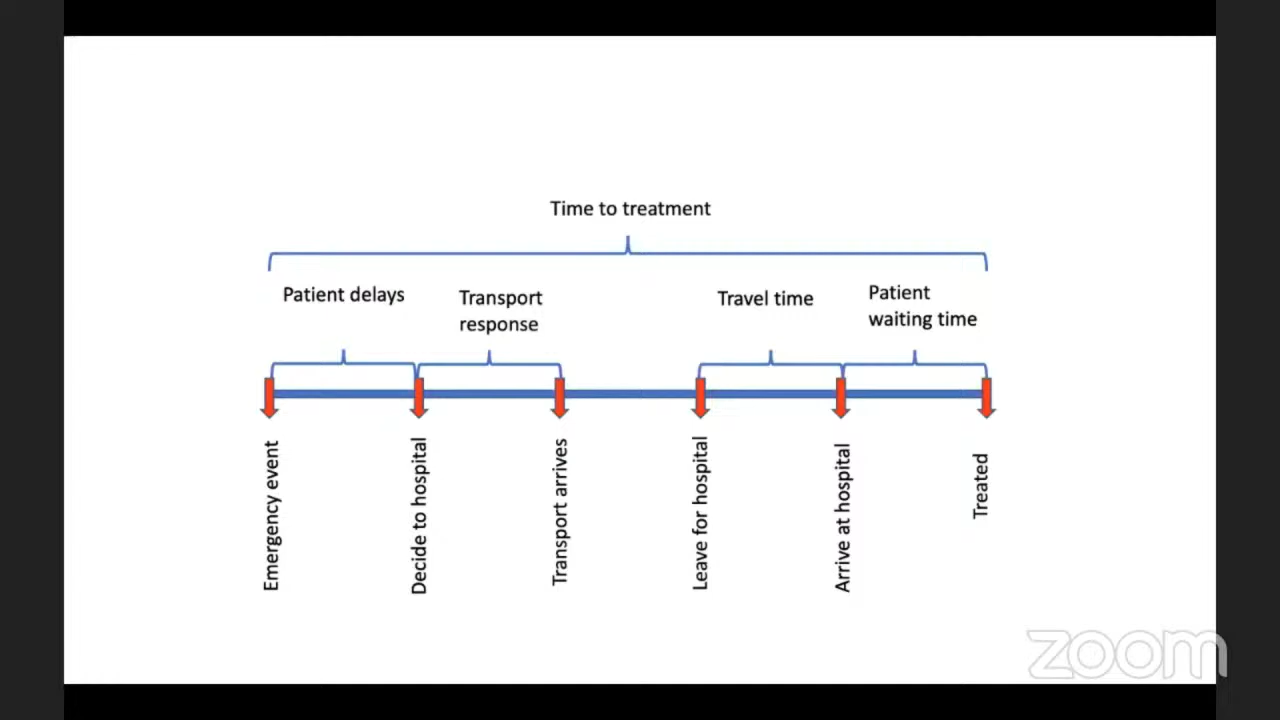 Time to treatment
Patient delays
Transport
response
Travel time
Patient
waiting time
Emergency event
Decide to hospital
Transport arrives
Leave for hospital
Arrive at hospital
Treated
zoom